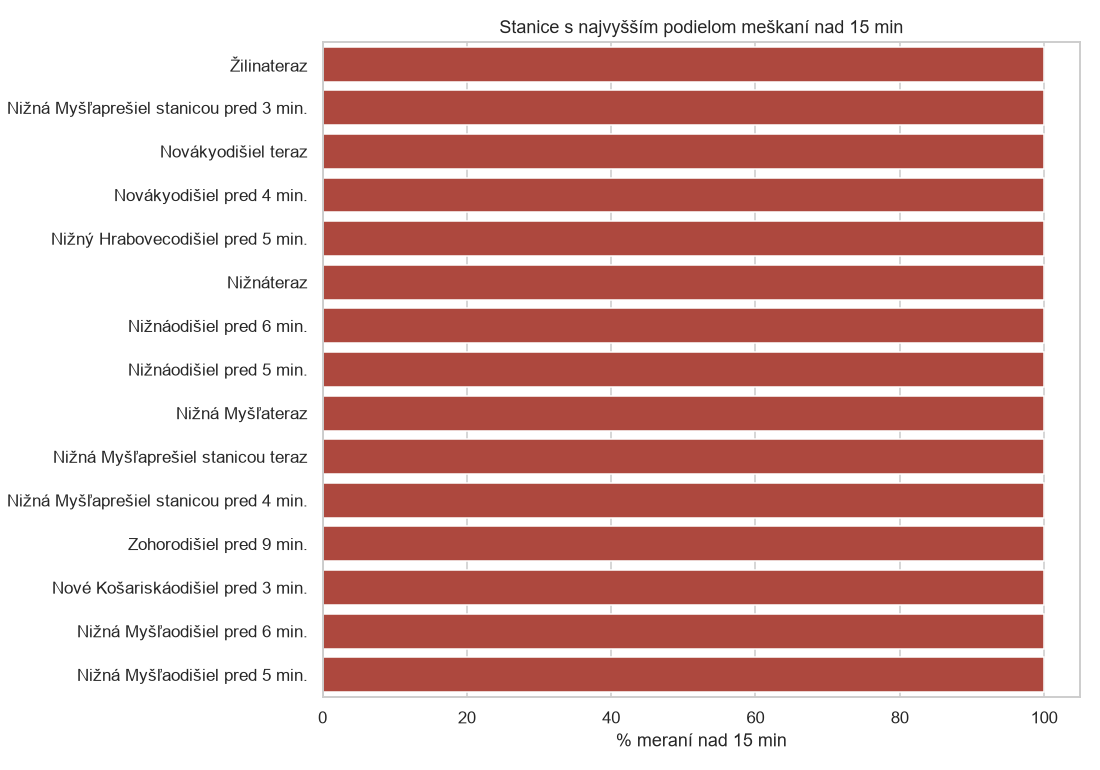 Stanice s najvyšším podielom meškaní nad 15 min
Žilinateraz
Nižná Myšľaprešiel stanicou pred 3 min.
Novákyodišiel teraz
Novákyodišiel pred 4 min.
Nižný Hrabovecodišiel pred 5 min.
Nižnáteraz
Nižnáodišiel pred 6 min.
Nižnáodišiel pred 5 min.
Nižná Myšľateraz
Nižná Myšľaprešiel stanicou teraz
Nižná Myšľaprešiel stanicou pred 4 min.
Zohorodišiel pred 9 min.
Nové Košariskáodišiel pred 3 min.
Nižná Myšľaodišiel pred 6 min.
Nižná Myšľaodišiel pred 5 min.
0 20 40 60 80 100
% meraní nad 15 min